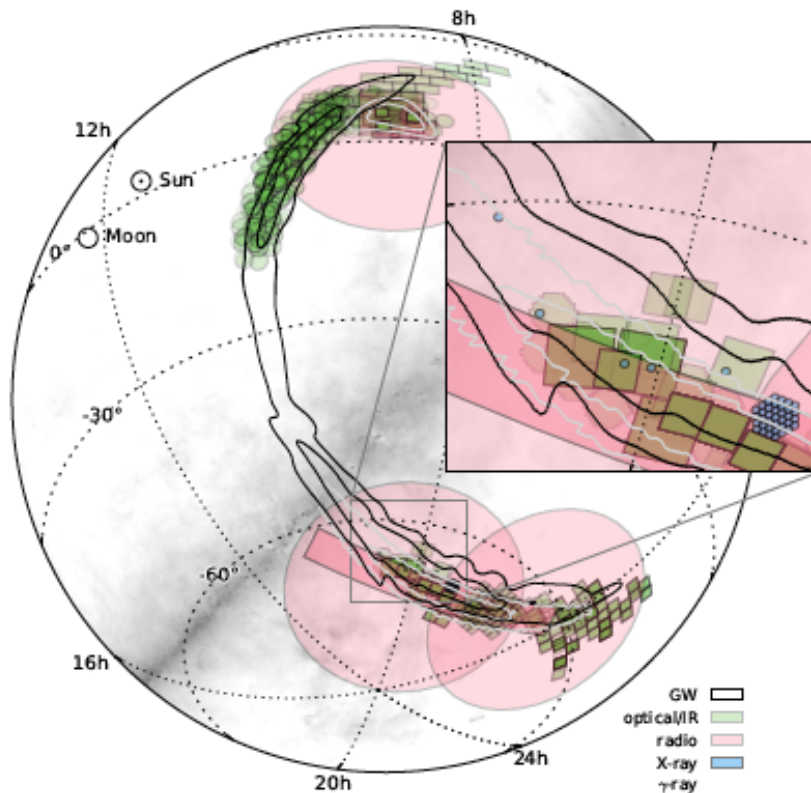 8h
12h
Sun
Moon
0°
-30°
-60°
16h
20h
24h
GW
optical/IR
radio
X-ray
γ-ray